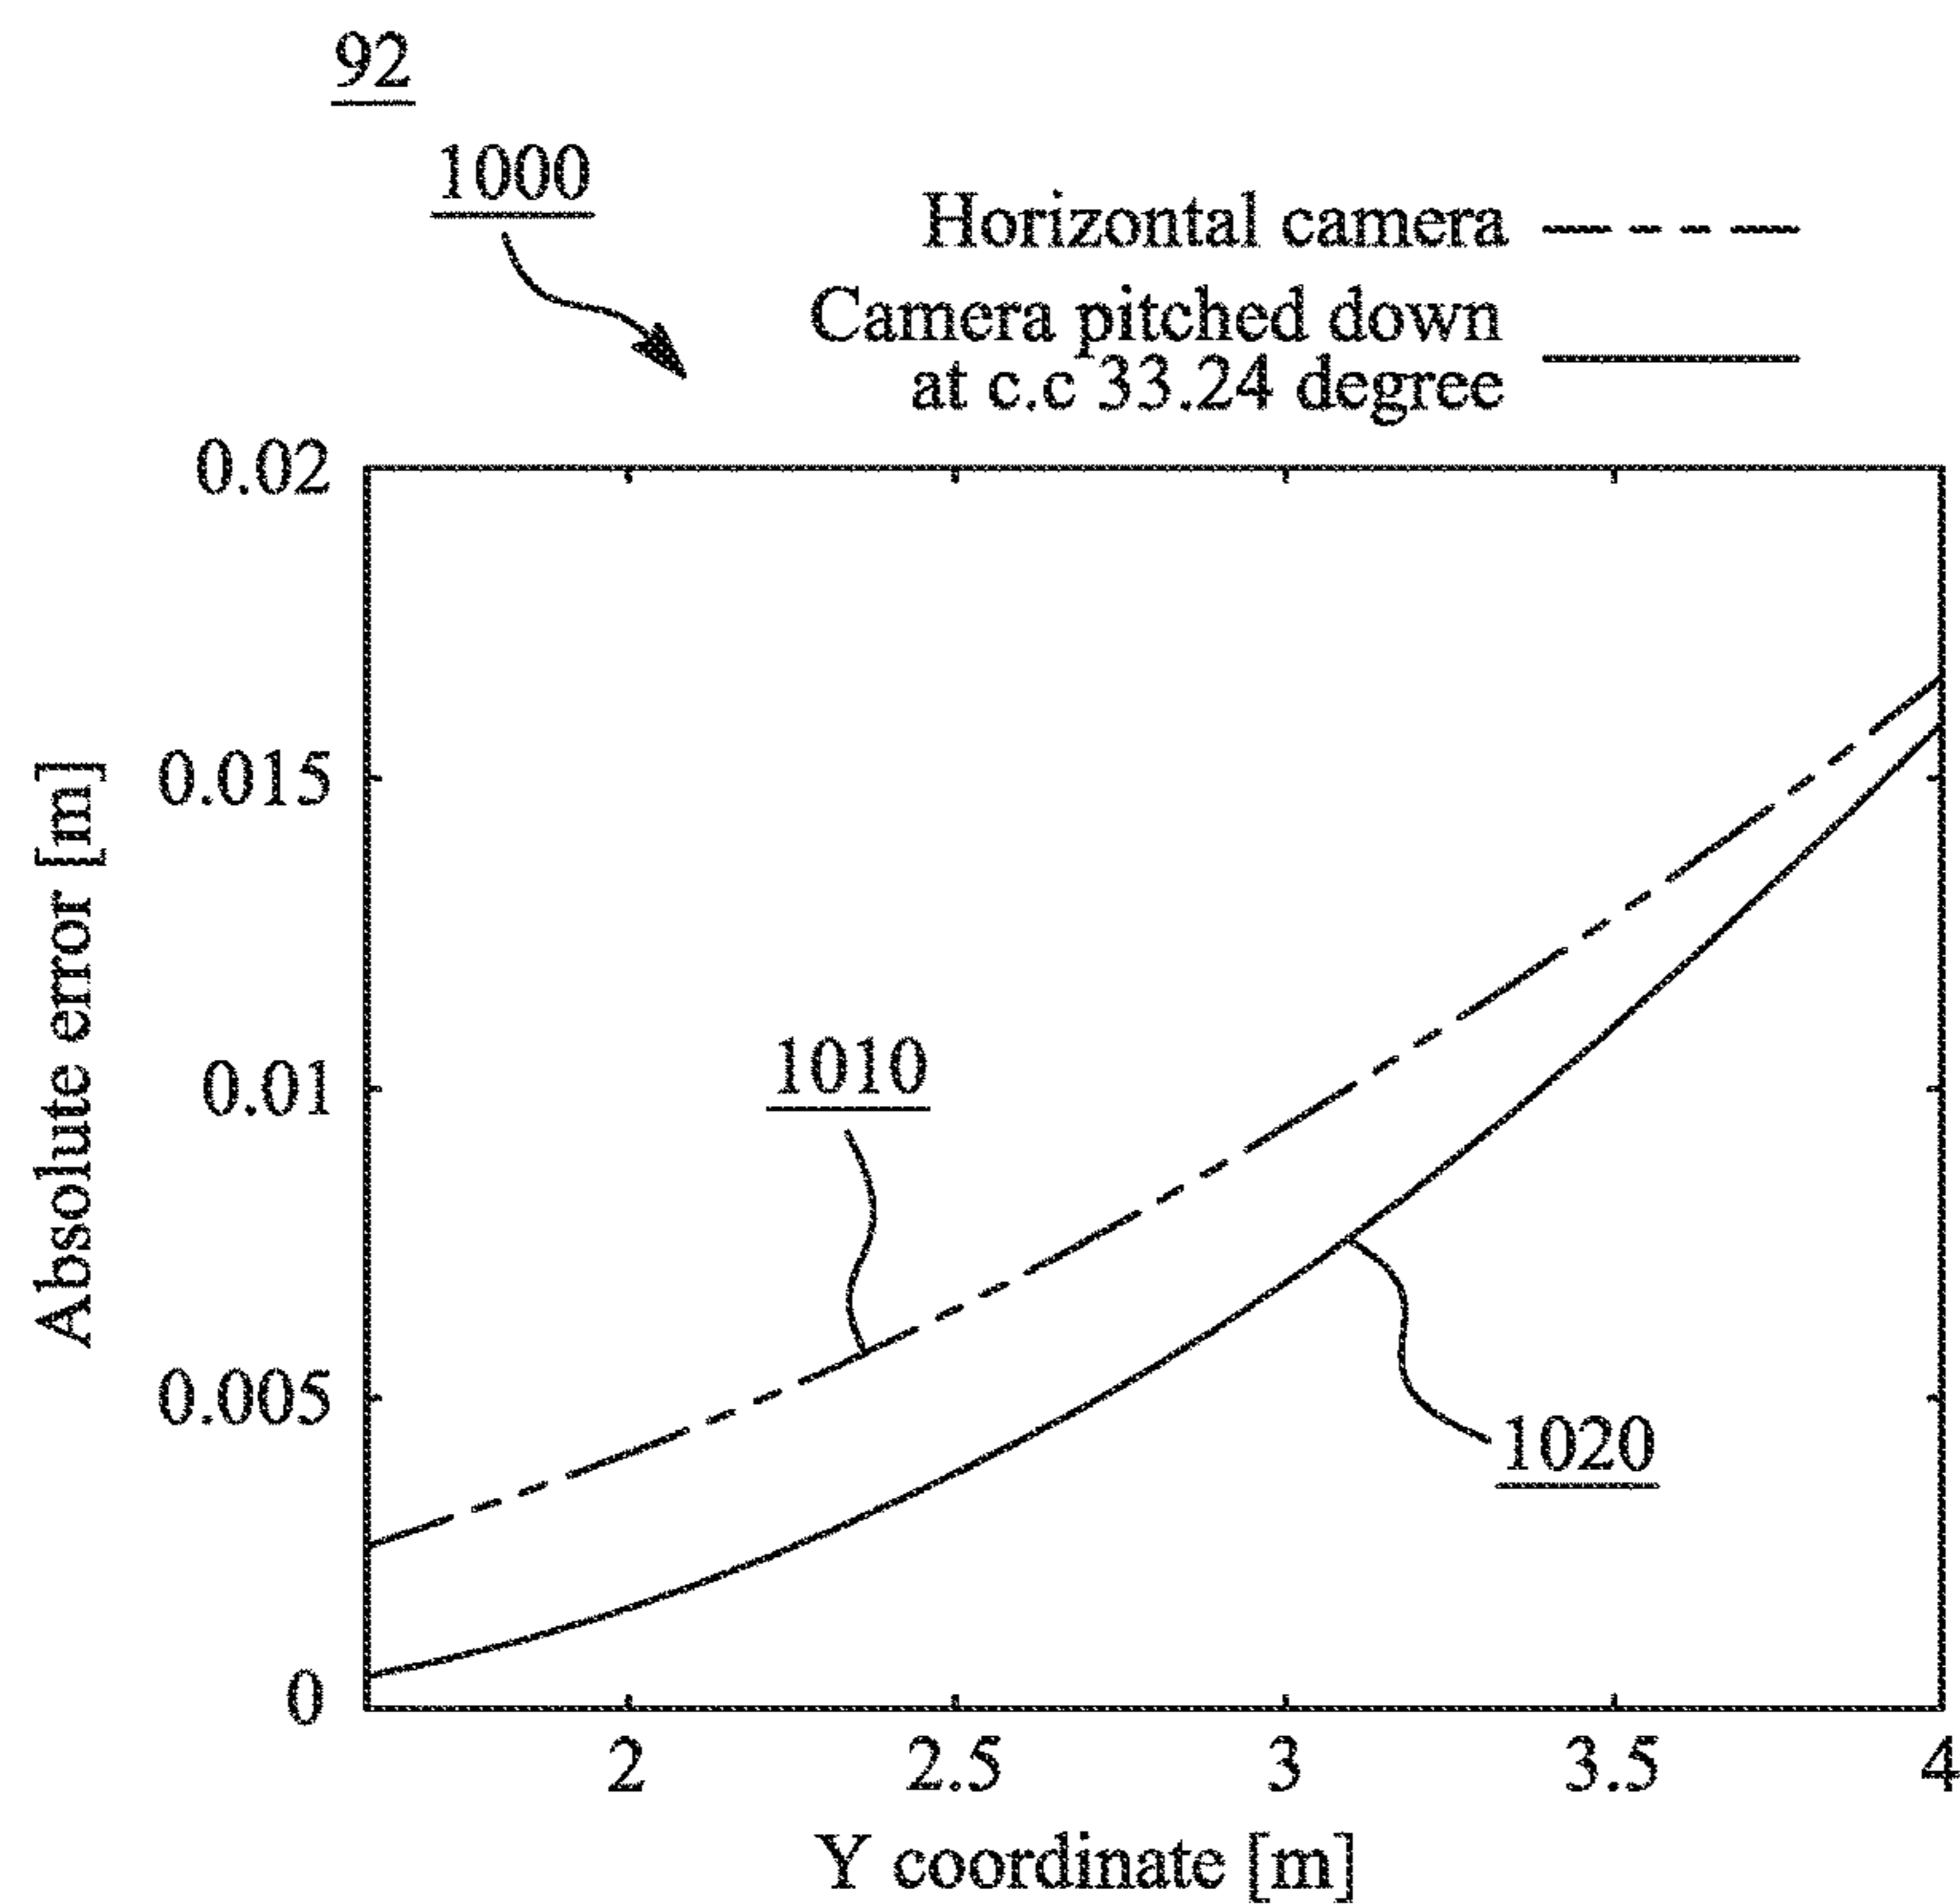 92
1000
Horizontal camera
Camera pitched down
at c.c 33.24 degree
0.02
0.015
0.01
0.005
0
Absolute error [m]
1010
1020
2
2.5
3
3.5
4
Y coordinate [m]